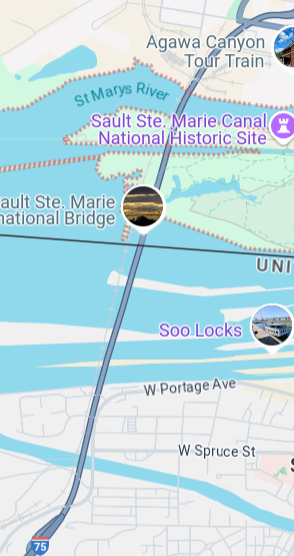 Agawa Canyon
Tour Train
St Marys River
Sault Ste. Marie Canal
National Historic Site
ault Ste. Marie
national Bridge
UNI
Soo Locks
W Portage Ave
W Spruce St
75